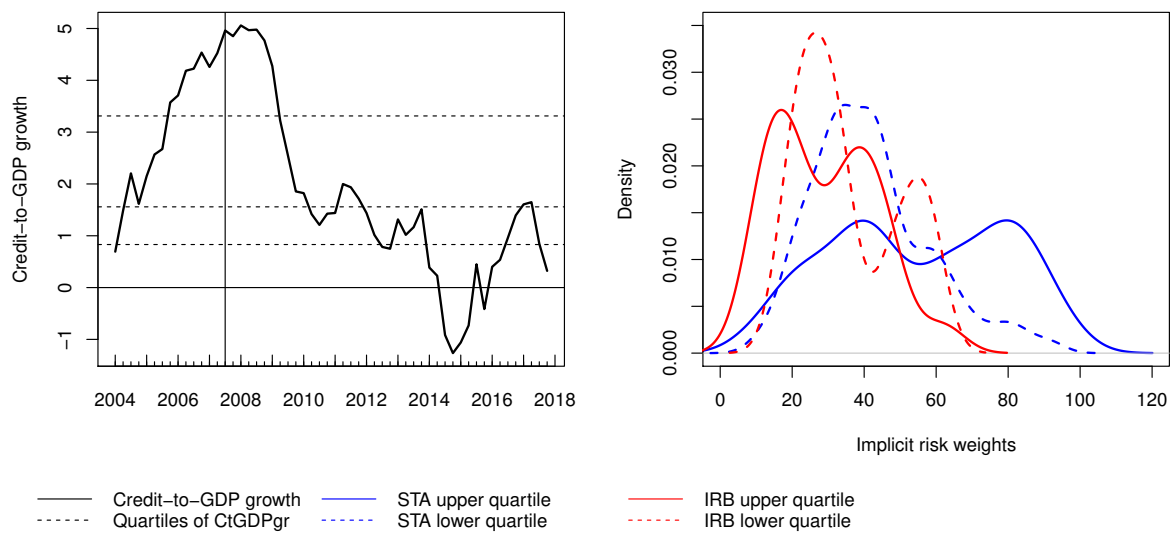 Credit−to−GDP growth
5
4
3
2
1
0
−1
2004 2006 2008 2010 2012 2014 2016 2018
Density
0.030
0.020
0.010
0.000
0 20 40 60 80 100 120
Implicit risk weights
Credit−to−GDP growth STA upper quartile IRB upper quartile
Quartiles of CtGDPgr STA lower quartile IRB lower quartile